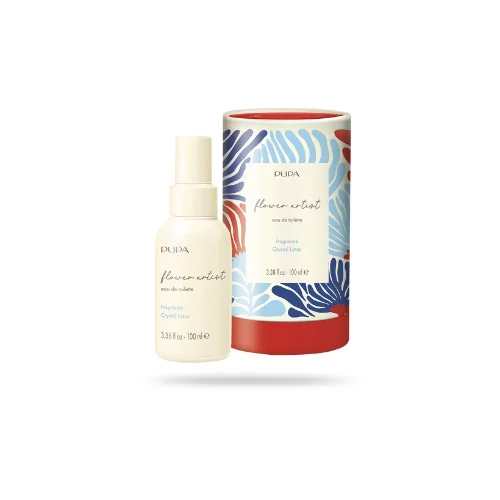 PUPA
flower artist
eau de toilette
Fragrance
Crystal Lotus
3.38 fl oz - 100 ml ℮
PUPA
flower artist
eau de toilette
Fragrance
Crystal Lotus
3.38 fl oz - 100 ml ℮